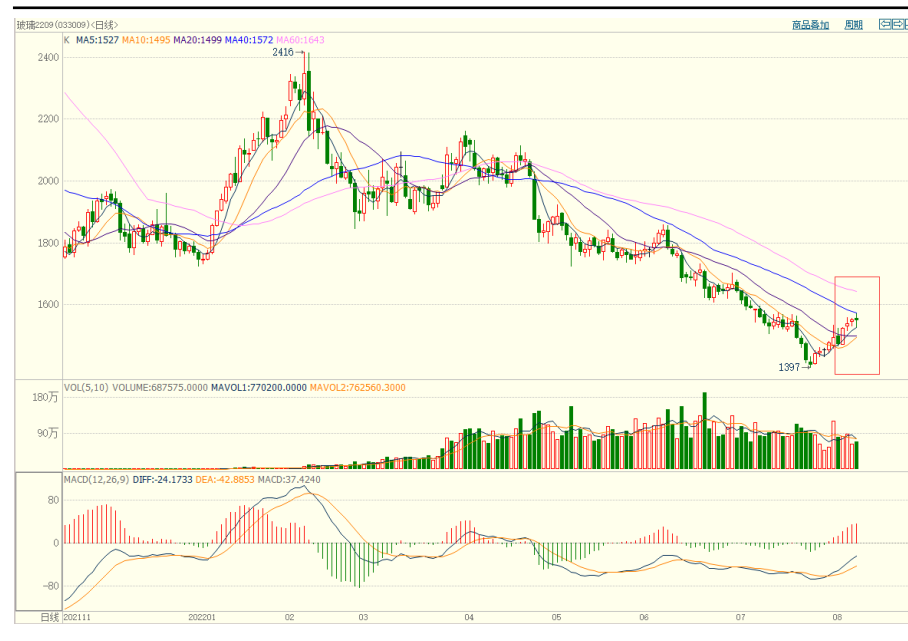 玻璃2209(033009)<日线>
商品叠加 周期
K MA5:1527 MA10:1495 MA20:1499 MA40:1572 MA60:1643
2416
2400
2200
2000
1800
1600
1397
VOL(5,10) VOLUME:687575.0000 MAVOL1:770200.0000 MAVOL2:762560.3000
180万
90万
MACD(12,26,9) DIFF:-24.1733 DEA:-42.8853 MACD:37.4240
80
0
-80
日线 202111 202201 02 03 04 05 06 07 08